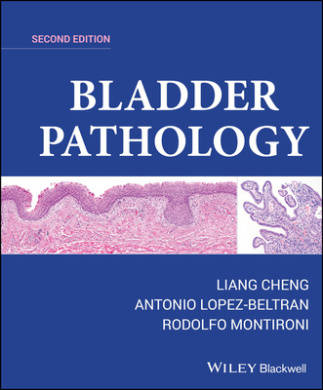 SECOND EDITION
BLADDER
PATHOLOGY
LIANG CHENG
ANTONIO LOPEZ-BELTRAN
RODOLFO MONTIRONI
WILEY Blackwell